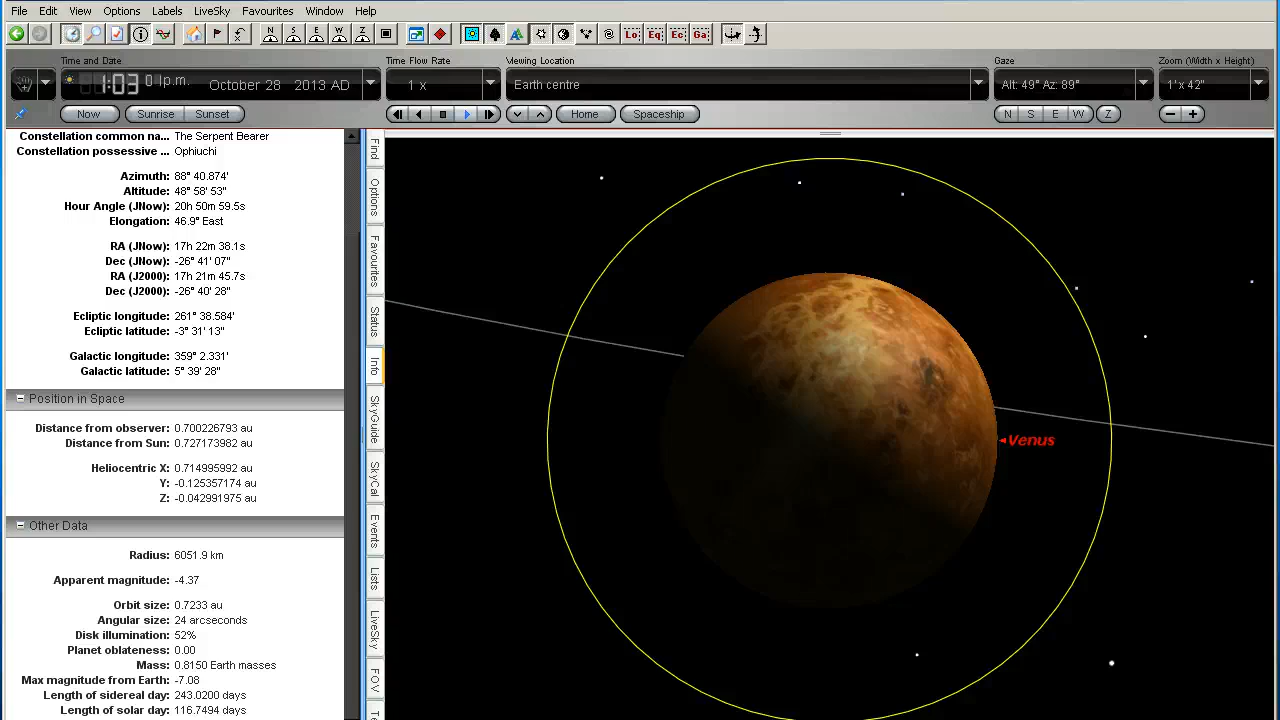 File Edit View Options Labels LiveSky Favourites Window Help
N S E W Z Lo Eq Ec Ga
Time and Date Time Flow Rate Viewing Location Gaze Zoom (Width x Height)
1:03 01 p.m. October 28 2013 AD 1 x Earth centre Alt: 49° Az: 89° 1°x 42"
Now Sunrise Sunset Home Spaceship N S E W Z
Constellation common na... The Serpent Bearer
Constellation possessive ... Ophiuchi
Azimuth: 88° 40.874'
Altitude: 48° 58' 53"
Hour Angle (JNow): 20h 50m 59.5s
Elongation: 46.9° East
RA (JNow): 17h 22m 38.1s
Dec (JNow): -26° 41' 07"
RA (J2000): 17h 21m 45.7s
Dec (J2000): -26° 40' 28"
Ecliptic longitude: 261° 38.584'
Ecliptic latitude: -3° 31' 13"
Galactic longitude: 359° 2.331'
Galactic latitude: 5° 39' 28"
Position in Space
Distance from observer: 0.700226793 au
Distance from Sun: 0.727173982 au
Heliocentric X: 0.714995992 au
Y: -0.125357174 au
Z: -0.042991975 au
Other Data
Radius: 6051.9 km
Apparent magnitude: -4.37
Orbit size: 0.7233 au
Angular size: 24 arcseconds
Disk illumination: 52%
Planet oblateness: 0.00
Mass: 0.8150 Earth masses
Max magnitude from Earth: -7.08
Length of sidereal day: 243.0200 days
Length of solar day: 116.7494 days
Find
Options
Favourites
Status
Info
SkyGuide
SkyCal
Events
Lists
LiveSky
FOV
Venus